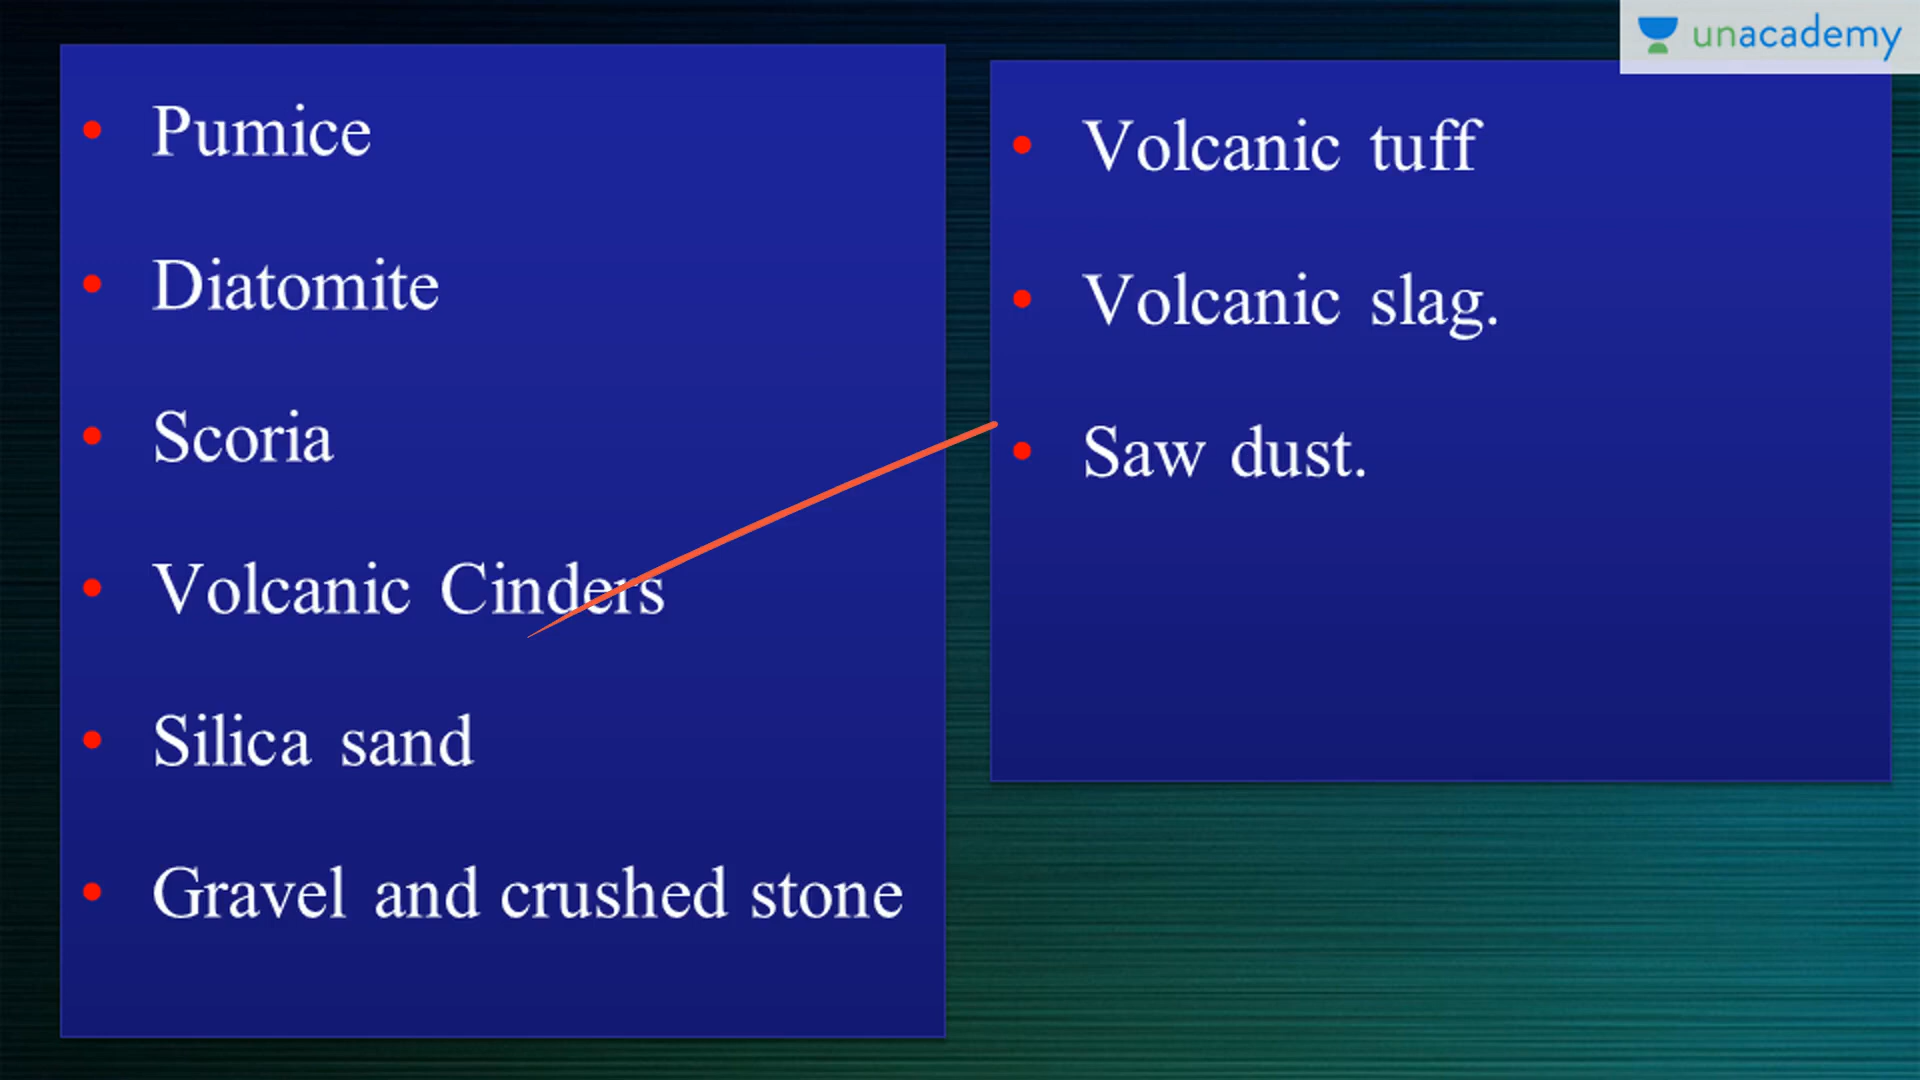 unacademy
• Pumice
• Diatomite
• Scoria
• Volcanic Cinders
• Silica sand
• Gravel and crushed stone
• Volcanic tuff
• Volcanic slag.
• Saw dust.